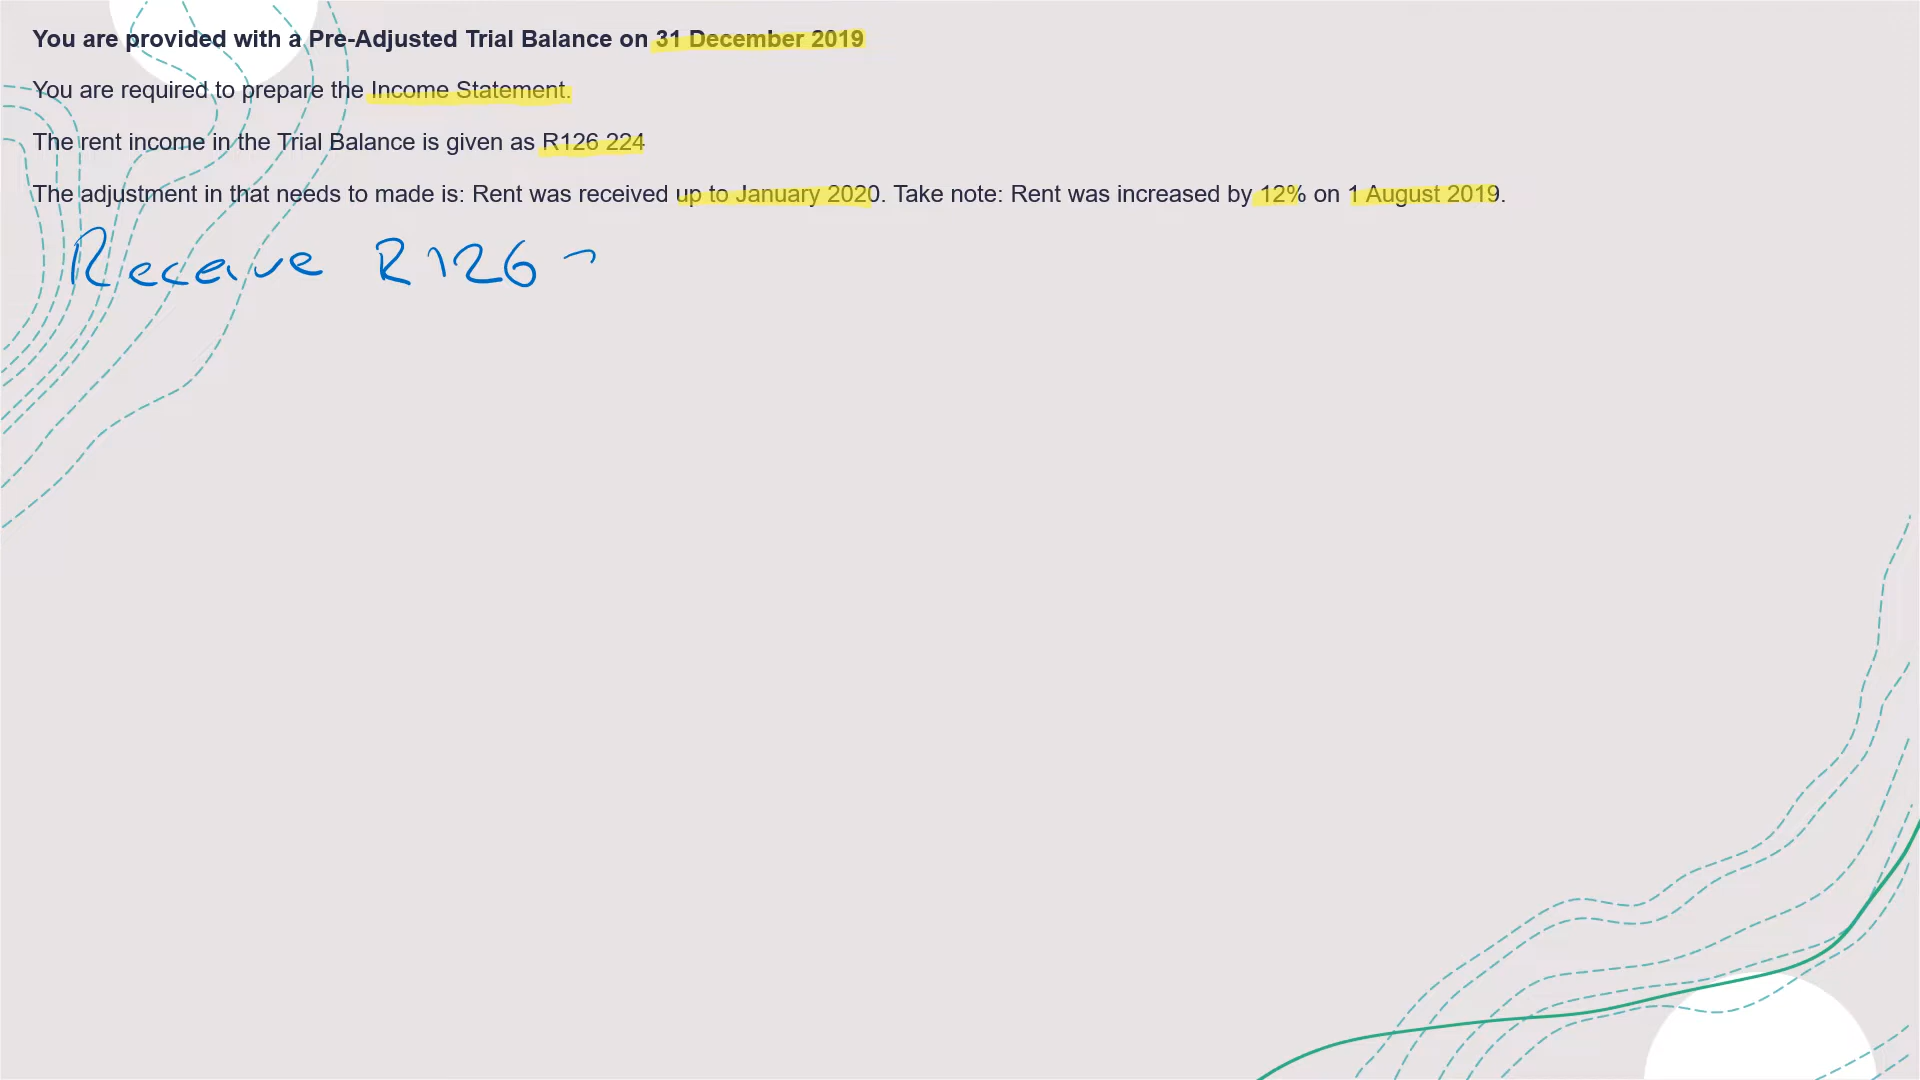 You are provided with a Pre-Adjusted Trial Balance on 31 December 2019
You are required to prepare the Income Statement.
The rent income in the Trial Balance is given as R126 224
The adjustment in that needs to made is: Rent was received up to January 2020. Take note: Rent was increased by 12% on 1 August 2019.
Receive R126